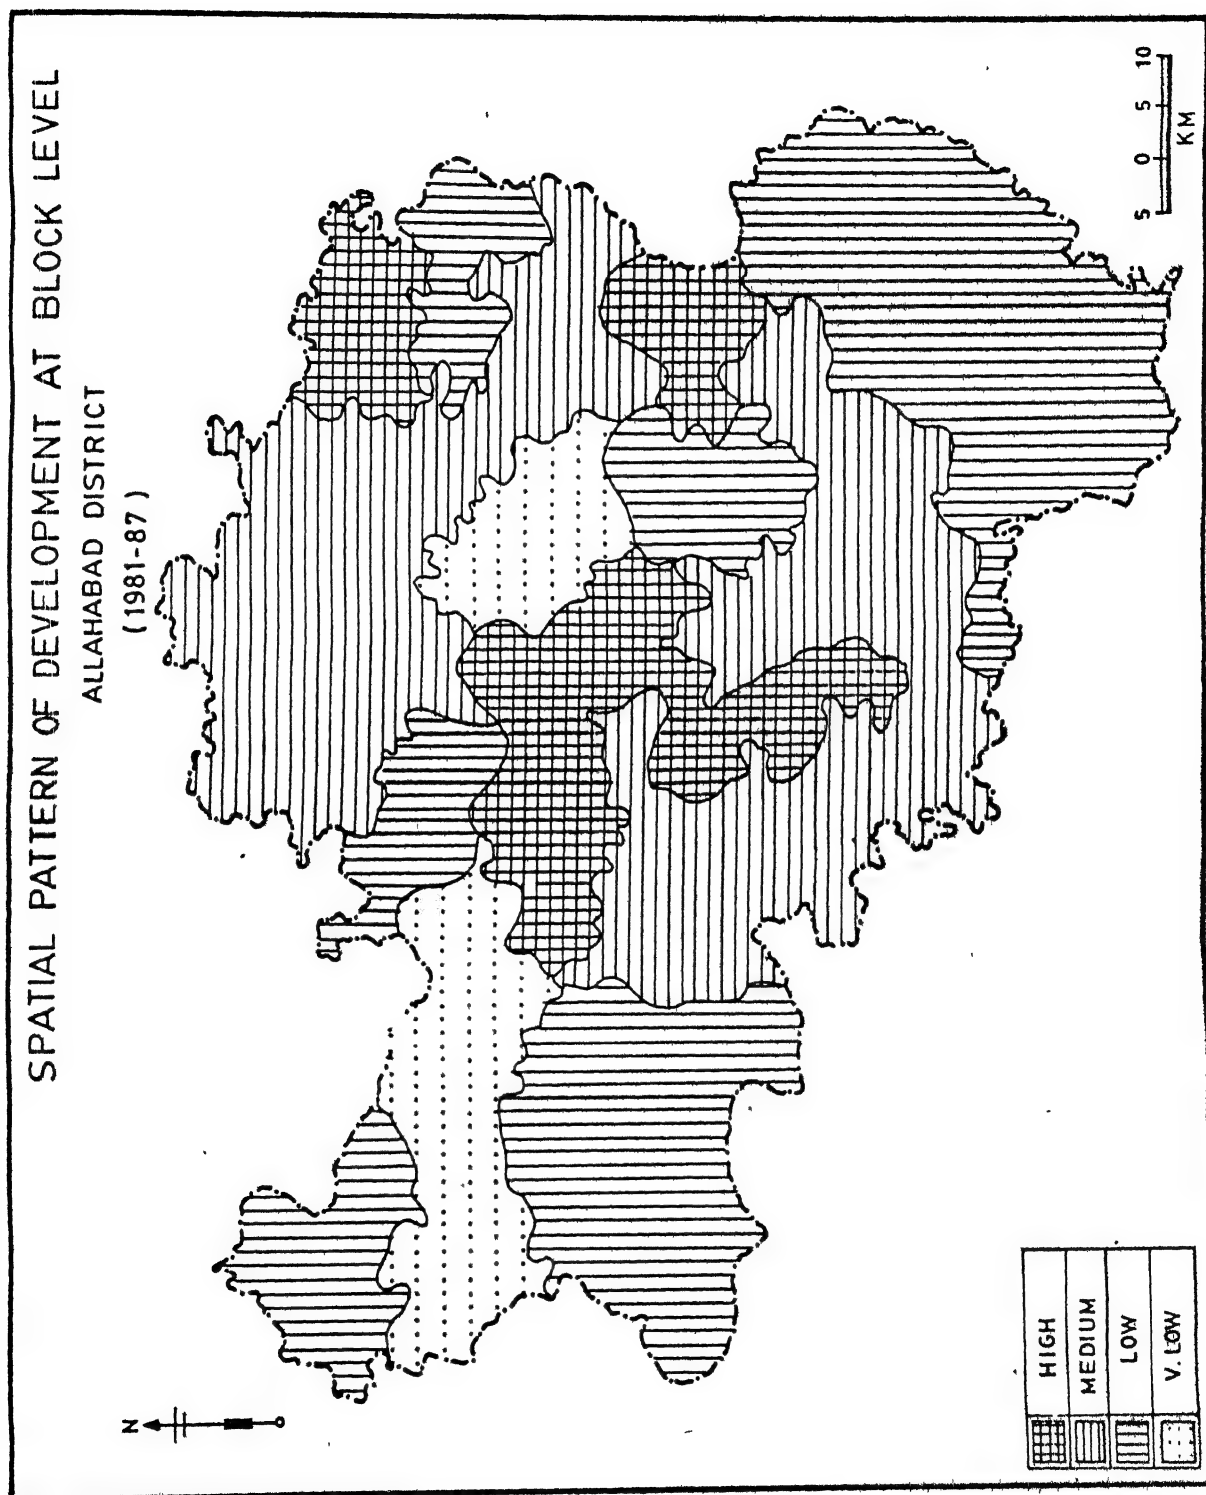 SPATIAL PATTERN OF DEVELOPMENT AT BLOCK LEVEL
ALLAHABAD DISTRICT
(1981-87)
N
HIGH
MEDIUM
LOW
V. LOW
5 0 5 10
KM